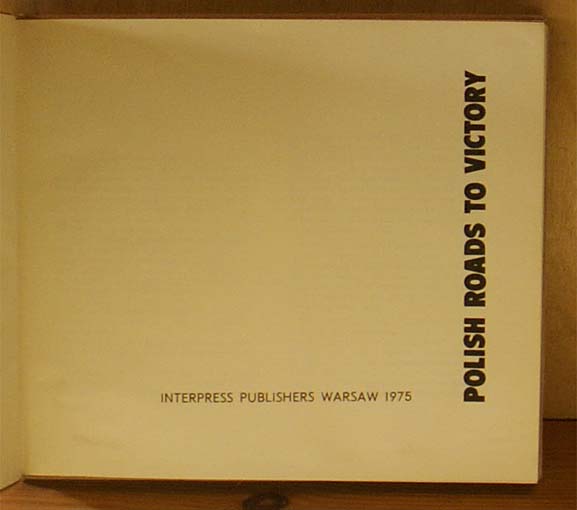 POLISH ROADS TO VICTORY
INTERPRESS PUBLISHERS WARSAW 1975